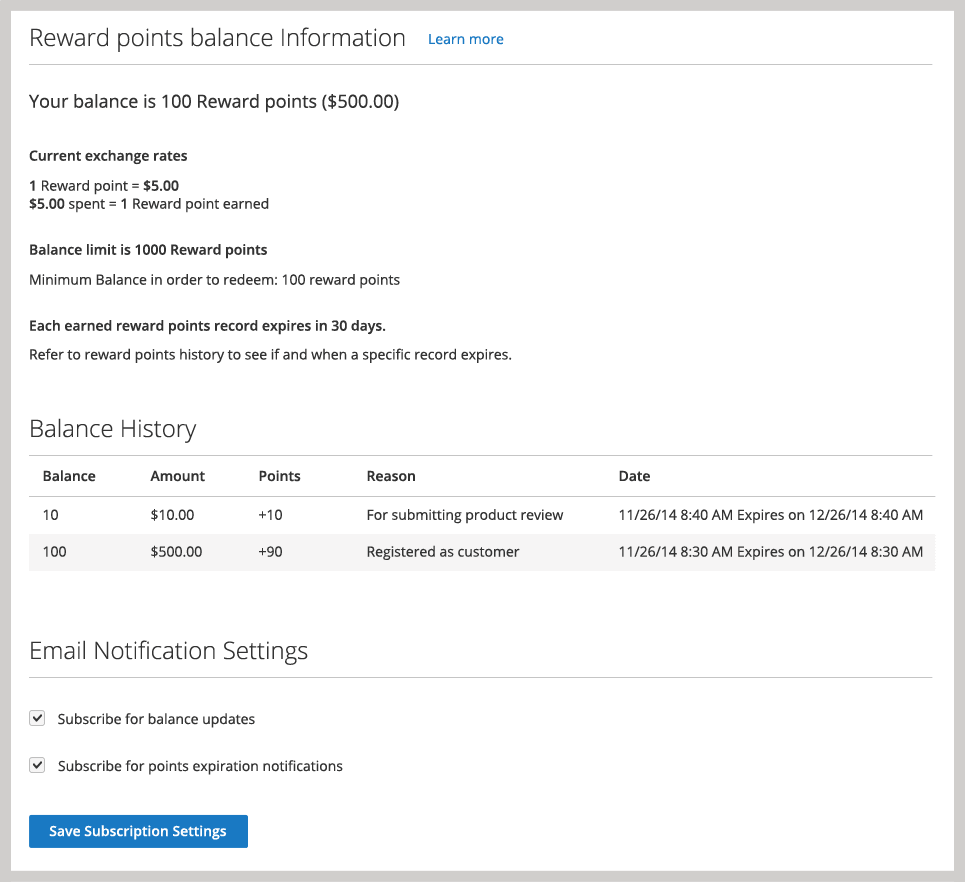 Reward points balance Information Learn more
Your balance is 100 Reward points ($500.00)
Current exchange rates
1 Reward point = $5.00
$5.00 spent = 1 Reward point earned
Balance limit is 1000 Reward points
Minimum Balance in order to redeem: 100 reward points
Each earned reward points record expires in 30 days.
Refer to reward points history to see if and when a specific record expires.
Balance History
Balance Amount Points Reason Date
10 $10.00 +10 For submitting product review 11/26/14 8:40 AM Expires on 12/26/14 8:40 AM
100 $500.00 +90 Registered as customer 11/26/14 8:30 AM Expires on 12/26/14 8:30 AM
Email Notification Settings
Subscribe for balance updates
Subscribe for points expiration notifications
Save Subscription Settings